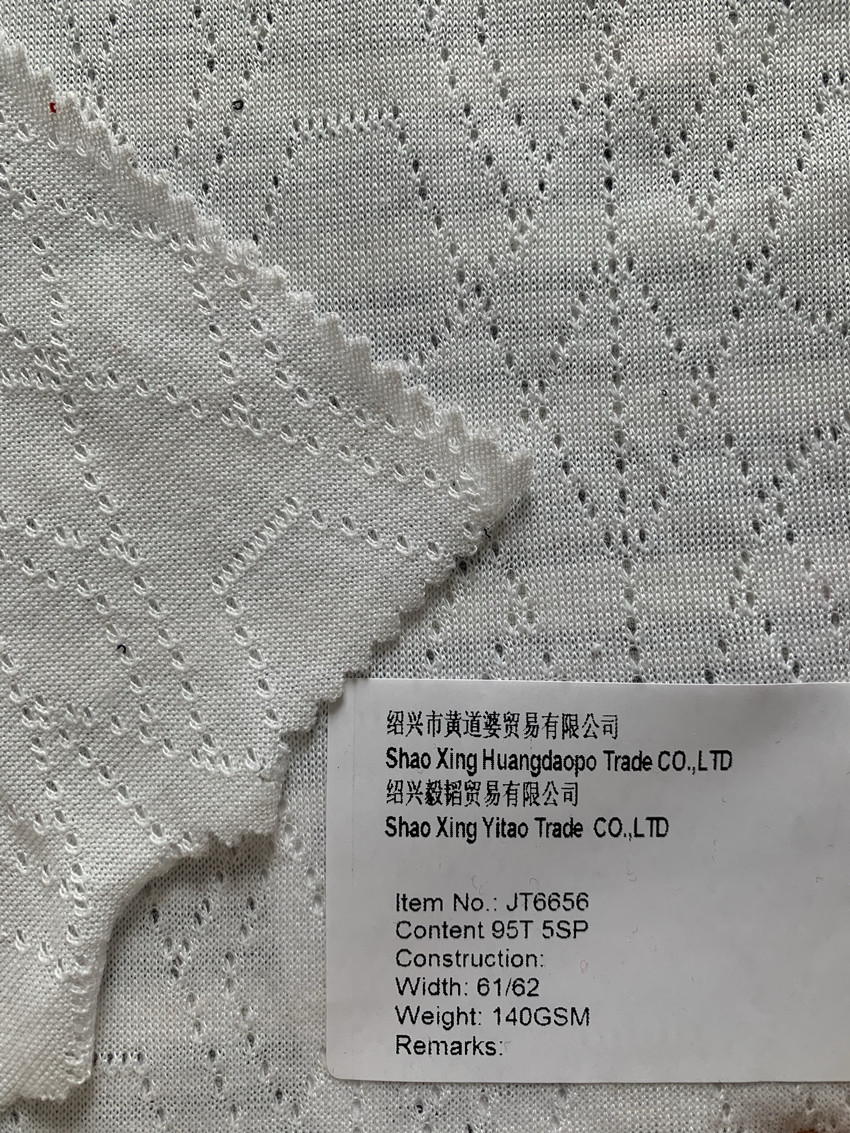 绍兴市黄道婆贸易有限公司
Shao Xing Huangdaopo Trade CO.,LTD
绍兴毅韬贸易有限公司
Shao Xing Yitao Trade CO.,LTD
Item No.: JT6656
Content 95T 5SP
Construction:
Width: 61/62
Weight: 140GSM
Remarks: